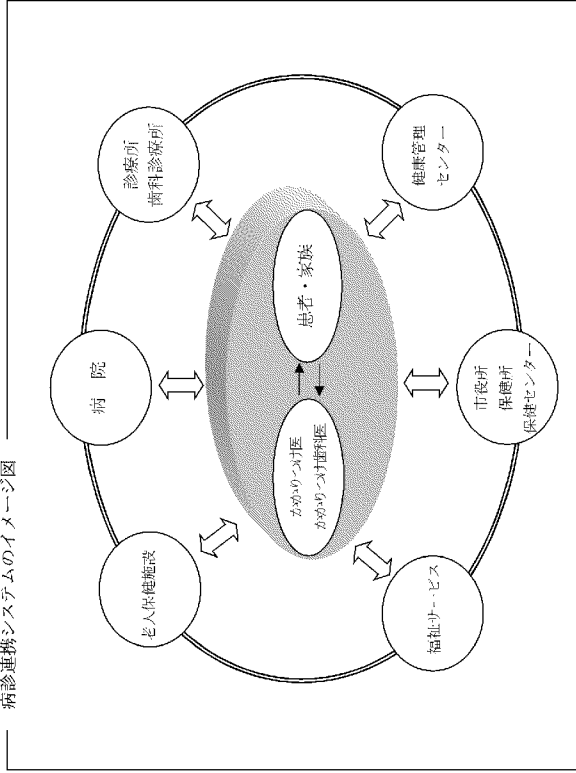 病診連携システムのイメージ図
病　院
診療所
歯科診療所
老人保健施設
かかりつけ医
かかりつけ歯科医
患者・家族
健康管理
センター
福祉サービス
市役所
保健所
保健センター